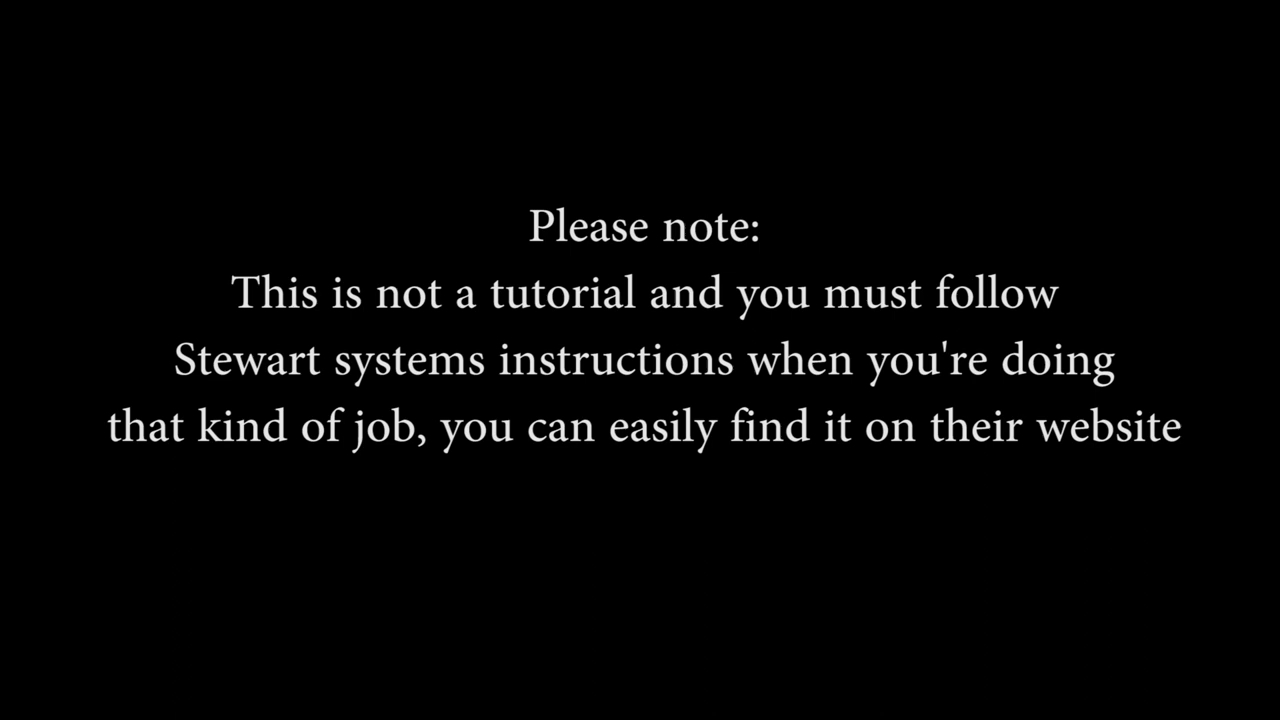 Please note:
This is not a tutorial and you must follow
Stewart systems instructions when you're doing
that kind of job, you can easily find it on their website